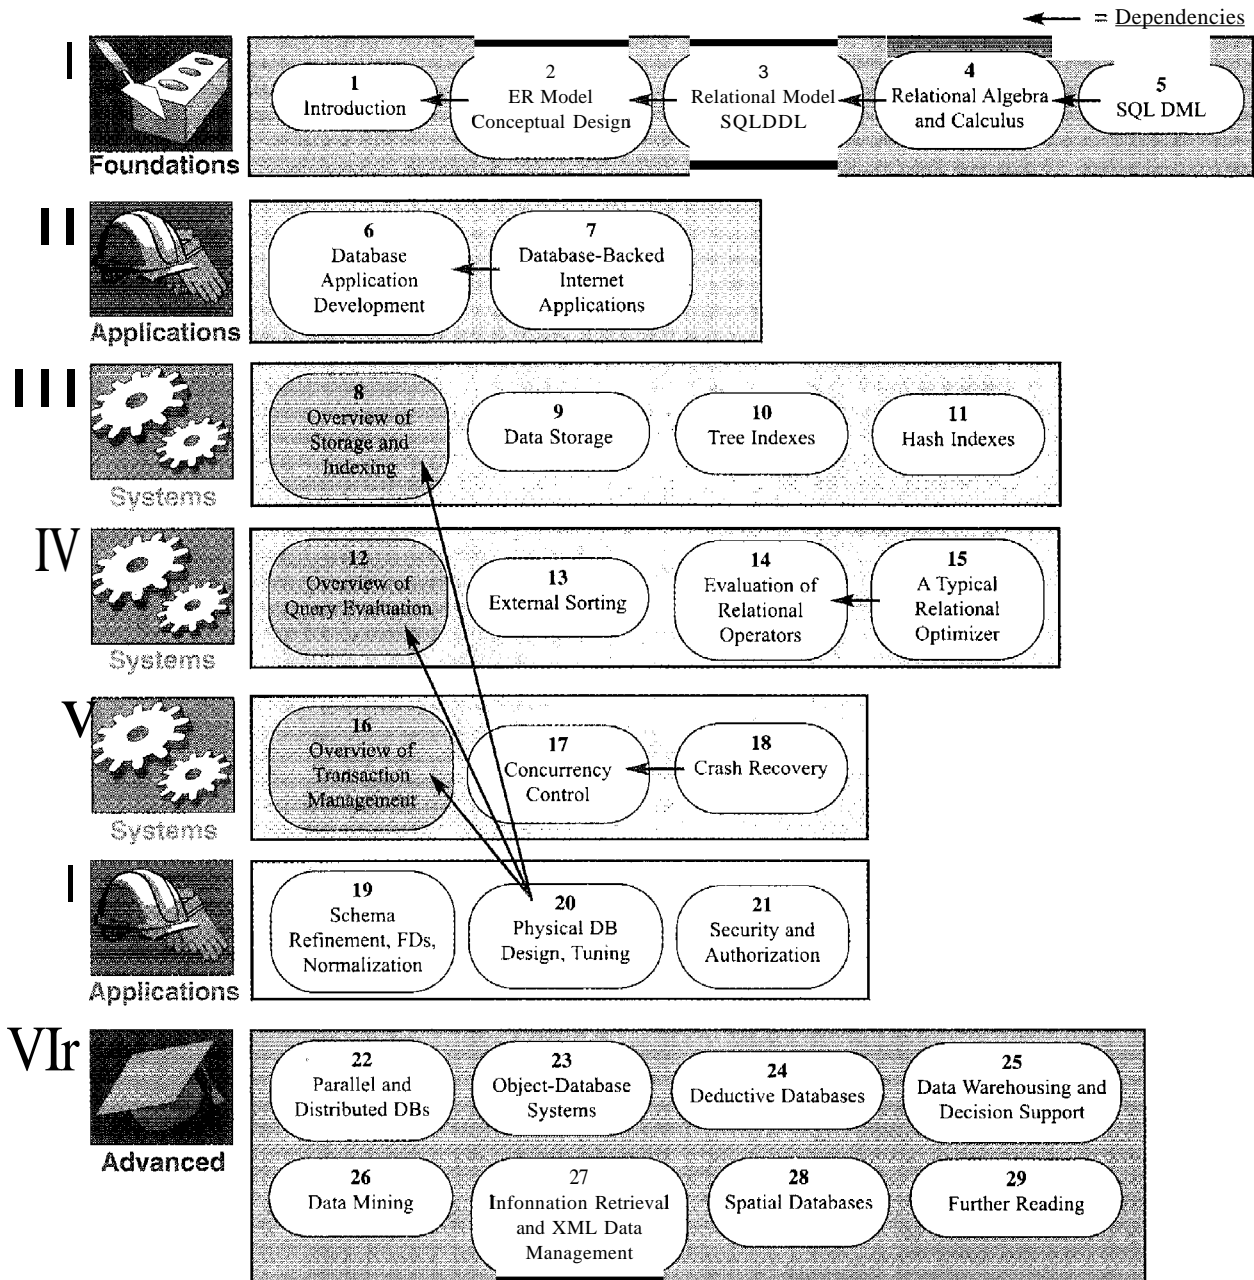 = Dependencies
I
Foundations
1
Introduction
2
ER Model
Conceptual Design
3
Relational Model
SQLDDL
4
Relational Algebra
and Calculus
5
SQL DML
II
Applications
6
Database
Application
Development
7
Database-Backed
Internet
Applications
III
Systems
8
Overview of
Storage and
Indexing
9
Data Storage
10
Tree Indexes
11
Hash Indexes
IV
Systems
12
Overview of
Query Evaluation
13
External Sorting
14
Evaluation of
Relational
Operators
15
A Typical
Relational
Optimizer
V
Systems
16
Overview of
Transaction
Management
17
Concurrency
Control
18
Crash Recovery
I
Applications
19
Schema
Refinement, FDs,
Normalization
20
Physical DB
Design, Tuning
21
Security and
Authorization
VIr
Advanced
22
Parallel and
Distributed DBs
23
Object-Database
Systems
24
Deductive Databases
25
Data Warehousing and
Decision Support
26
Data Mining
27
Infonnation Retrieval
and XML Data
Management
28
Spatial Databases
29
Further Reading